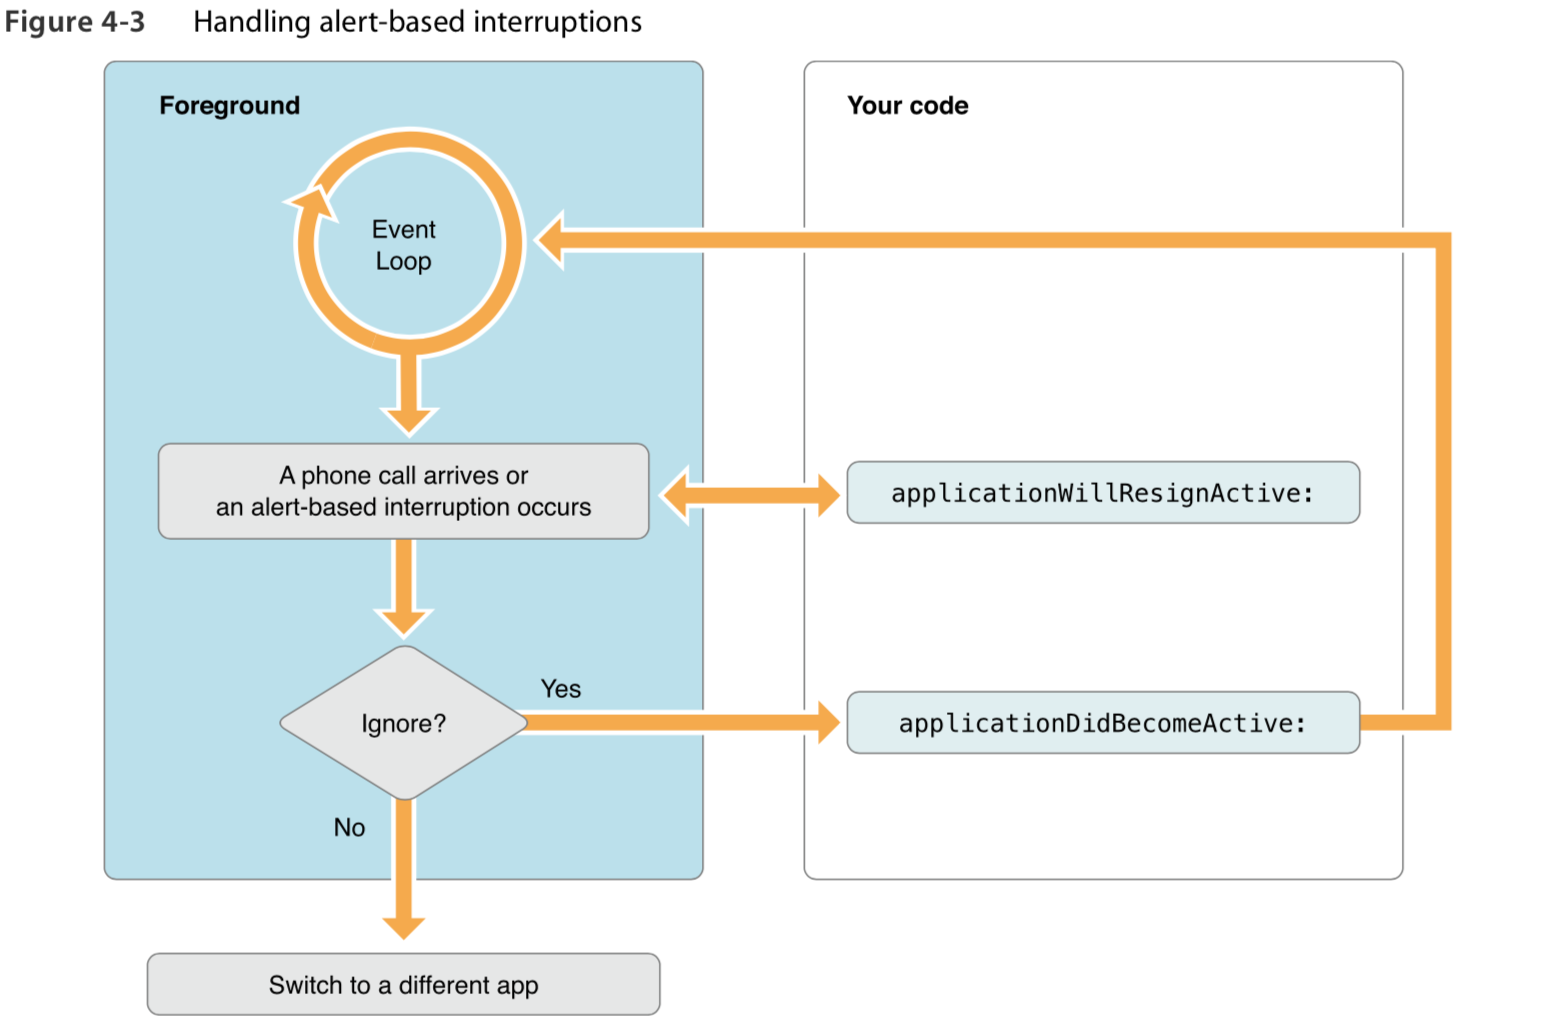 Figure 4-3 Handling alert-based interruptions
Foreground
Your code
Event
Loop
A phone call arrives or
an alert-based interruption occurs
applicationWillResignActive:
Ignore?
Yes
applicationDidBecomeActive:
No
Switch to a different app